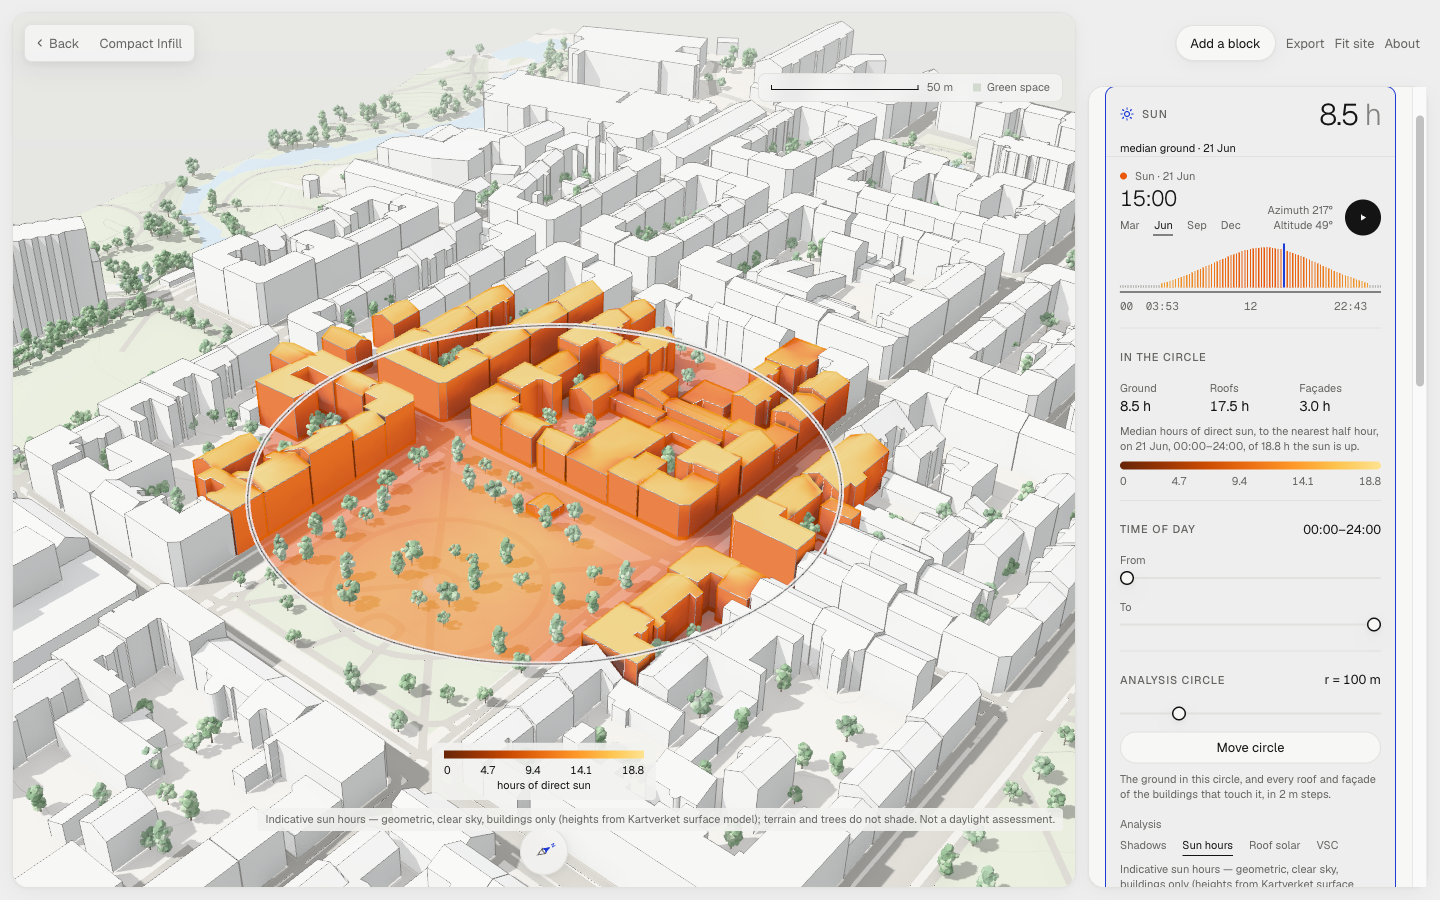 Back
Compact Infill
Add a block
Export
Fit site
About
50 m
Green space
SUN
8.5 h
median ground · 21 Jun
Sun · 21 Jun
15:00
Azimuth 217°
Mar Jun Sep Dec
Altitude 49°
00 03:53 12 22:43
IN THE CIRCLE
Ground Roofs Façades
8.5 h 17.5 h 3.0 h
Median hours of direct sun, to the nearest half hour,
on 21 Jun, 00:00–24:00, of 18.8 h the sun is up.
0 4.7 9.4 14.1 18.8
TIME OF DAY 00:00–24:00
From
To
ANALYSIS CIRCLE r = 100 m
Move circle
The ground in this circle, and every roof and façade
of the buildings that touch it, in 2 m steps.
Analysis
Shadows Sun hours Roof solar VSC
Indicative sun hours — geometric, clear sky,
buildings only (heights from Kartverket surface
0 4.7 9.4 14.1 18.8
hours of direct sun
Indicative sun hours — geometric, clear sky, buildings only (heights from Kartverket surface model); terrain and trees do not shade. Not a daylight assessment.